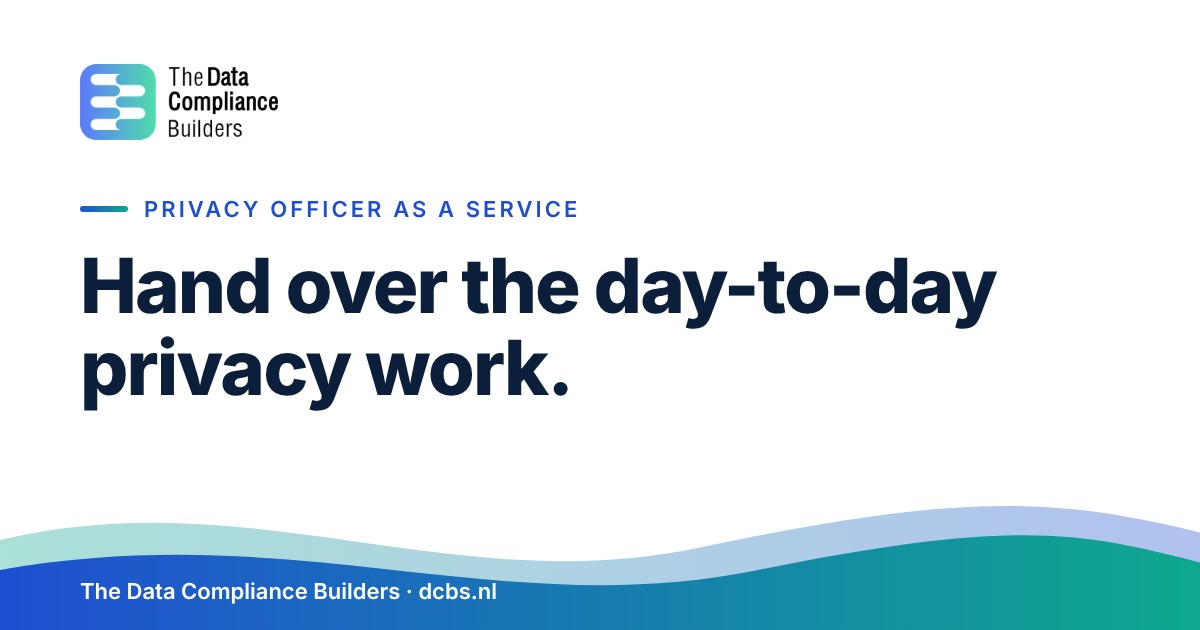 The Data
Compliance
Builders
PRIVACY OFFICER AS A SERVICE
Hand over the day-to-day
privacy work.
The Data Compliance Builders · dcbs.nl